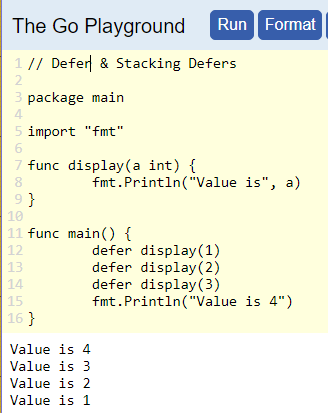 The Go Playground Run Format
1 // Defer & Stacking Defers
2
3 package main
4
5 import "fmt"
6
7 func display(a int) {
8         fmt.Println("Value is", a)
9 }
10
11 func main() {
12         defer display(1)
13         defer display(2)
14         defer display(3)
15         fmt.Println("Value is 4")
16 }
Value is 4
Value is 3
Value is 2
Value is 1